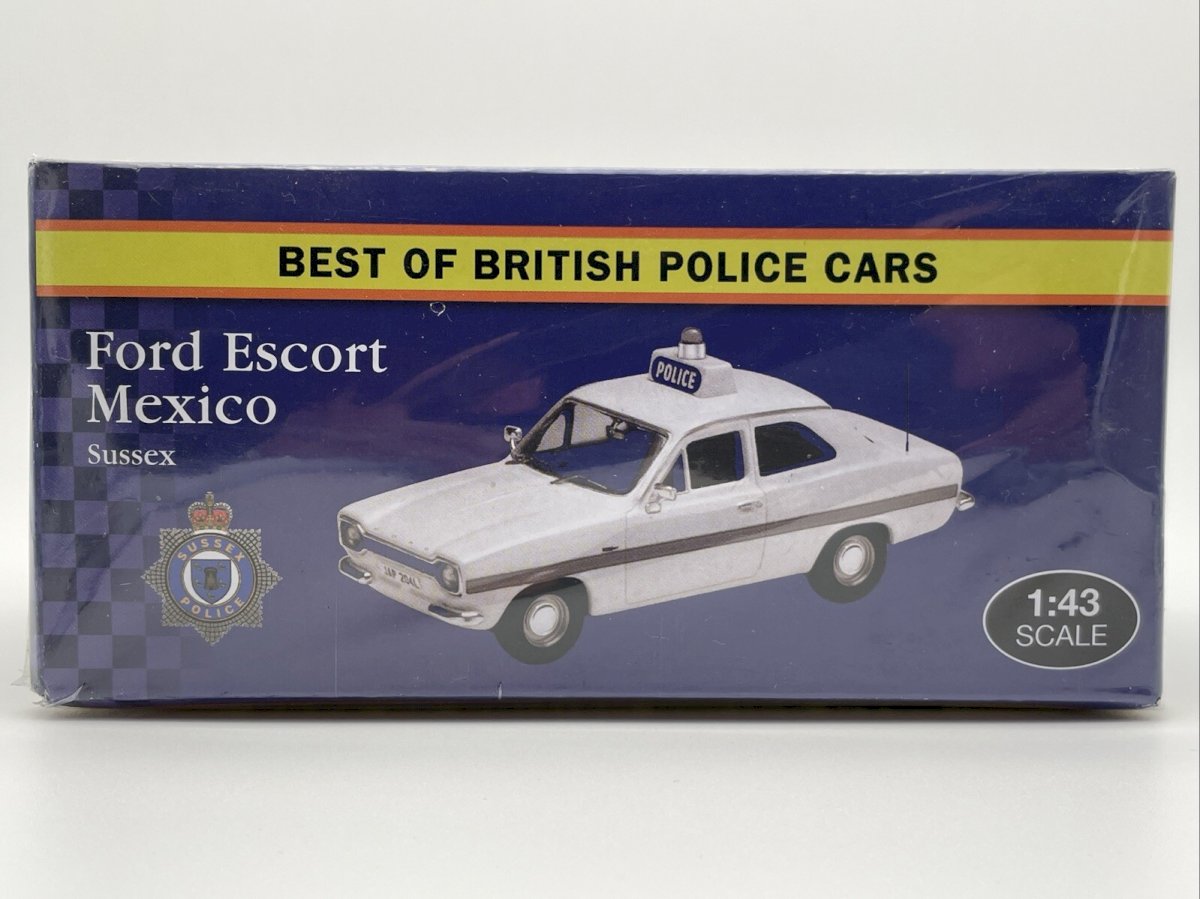 BEST OF BRITISH POLICE CARS
Ford Escort
Mexico
Sussex
POLICE
SUSSEX
POLICE
1:43
SCALE